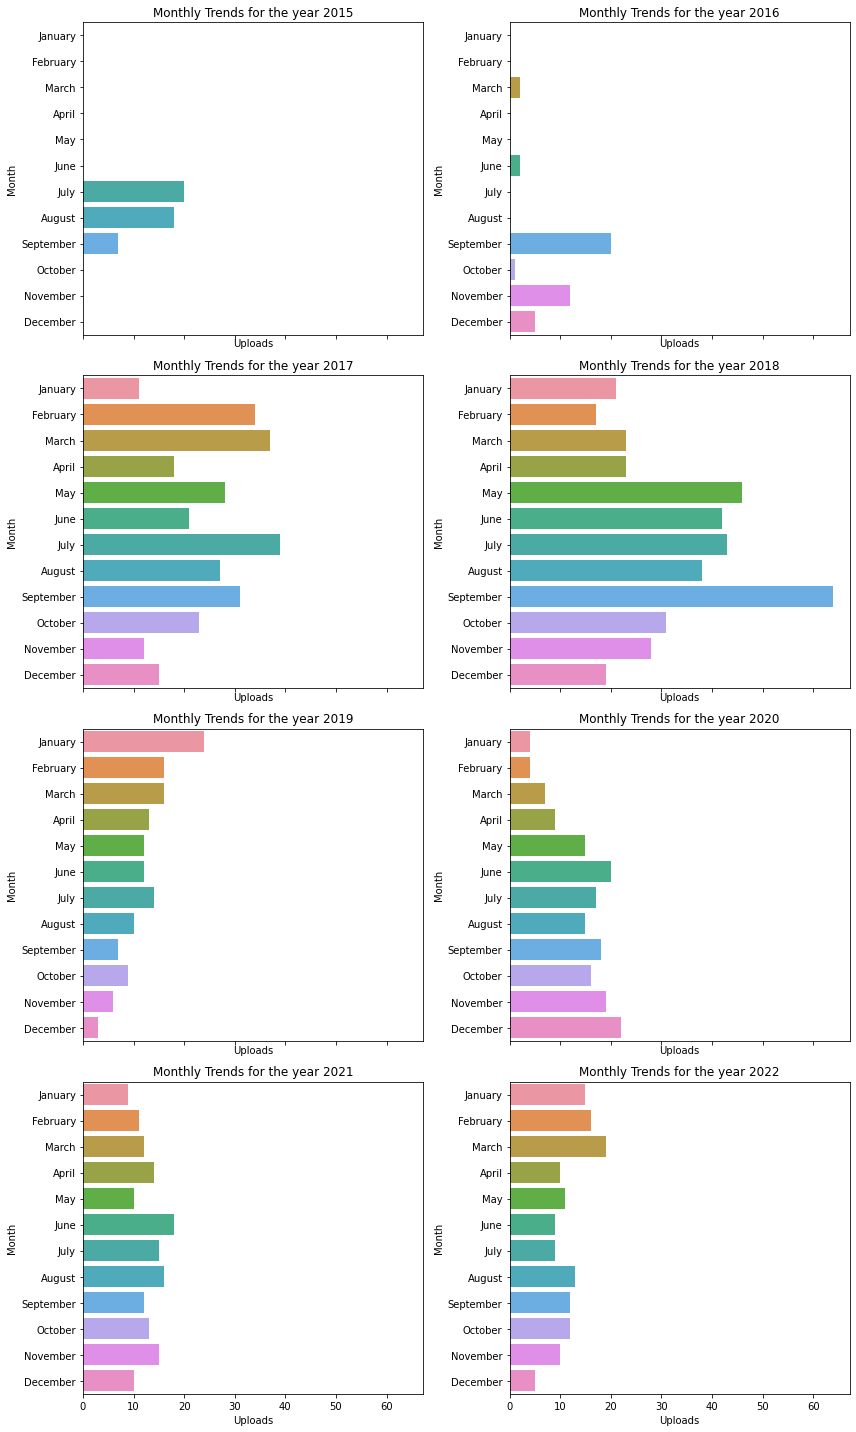 Monthly Trends for the year 2015
January
February
March
April
May
June
July
August
September
October
November
December
Month
Uploads
Monthly Trends for the year 2016
January
February
March
April
May
June
July
August
September
October
November
December
Month
Uploads
Monthly Trends for the year 2017
January
February
March
April
May
June
July
August
September
October
November
December
Month
Uploads
Monthly Trends for the year 2018
January
February
March
April
May
June
July
August
September
October
November
December
Month
Uploads
Monthly Trends for the year 2019
January
February
March
April
May
June
July
August
September
October
November
December
Month
Uploads
Monthly Trends for the year 2020
January
February
March
April
May
June
July
August
September
October
November
December
Month
Uploads
Monthly Trends for the year 2021
January
February
March
April
May
June
July
August
September
October
November
December
Month
0 10 20 30 40 50 60
Uploads
Monthly Trends for the year 2022
January
February
March
April
May
June
July
August
September
October
November
December
Month
0 10 20 30 40 50 60
Uploads